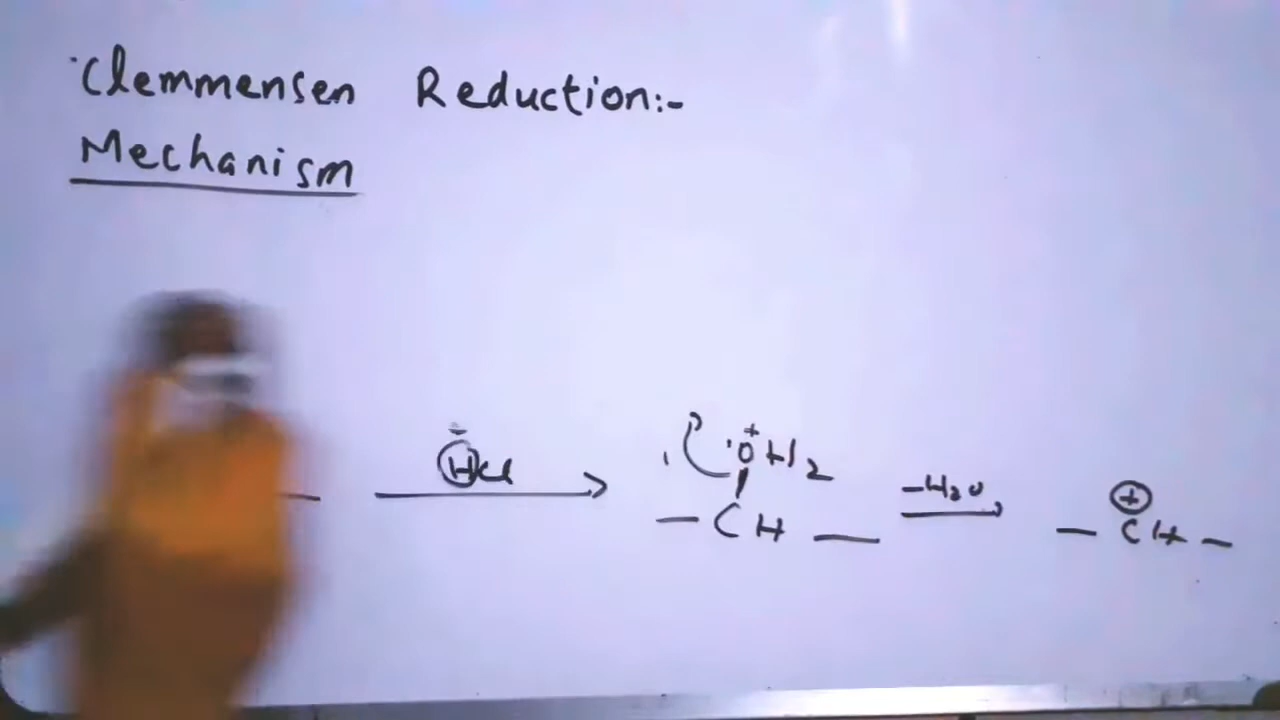 Clemmensen Reduction:-
Mechanism
HCl
+
OH2
-H2O
+
— CH —
— CH —